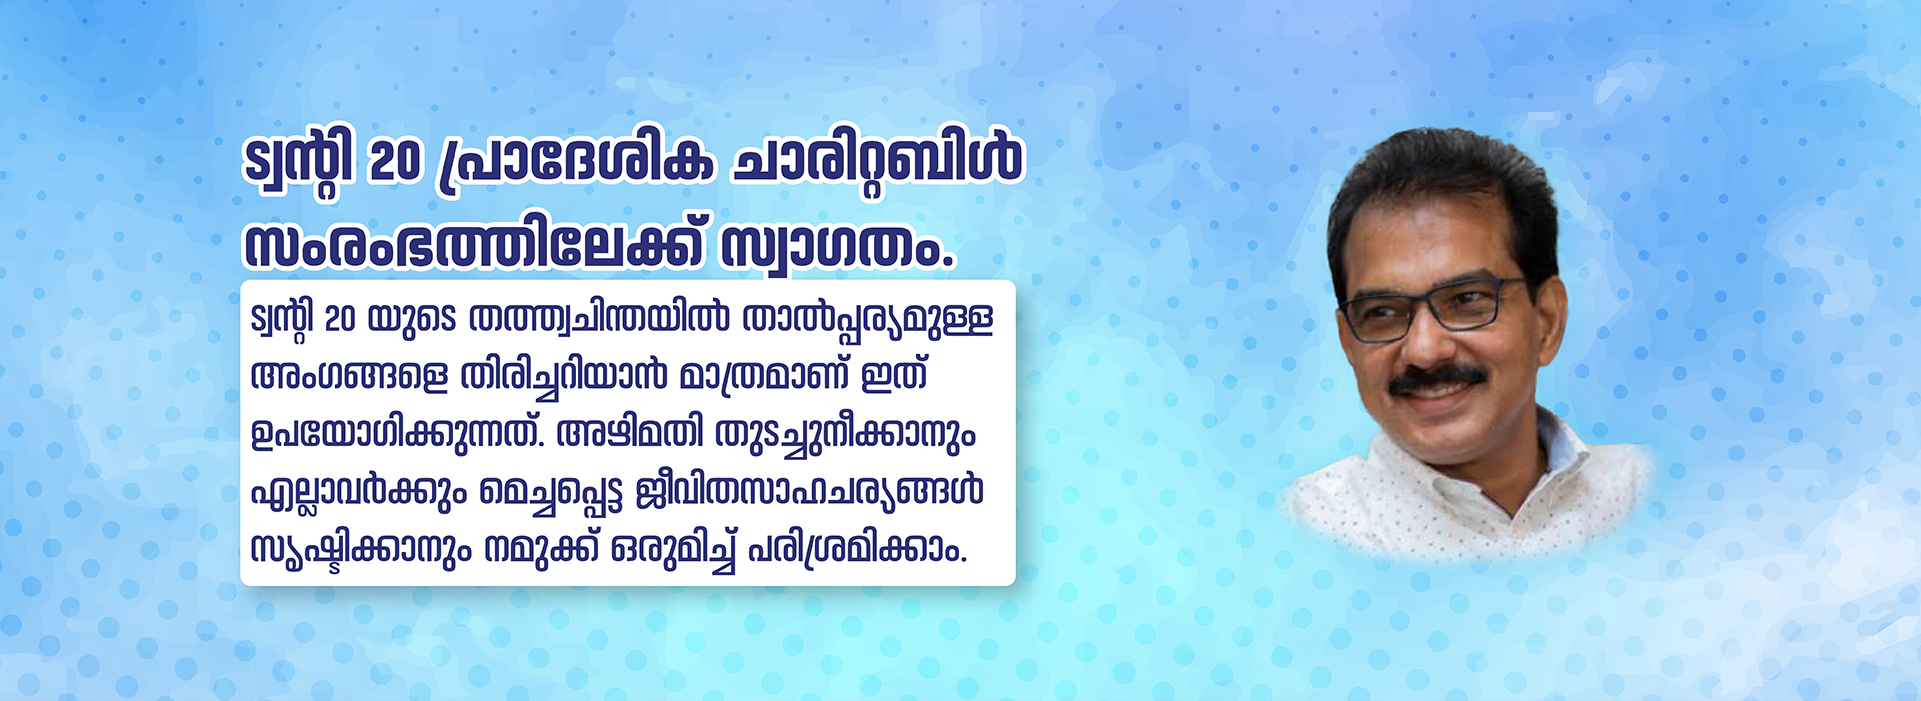 ട്വന്റി 20 പ്രാദേശിക ചാരിറ്റബിൾ
സംരംഭത്തിലേക്ക് സ്വാഗതം.
ട്വന്റി 20 യുടെ തത്ത്വചിന്തയിൽ താൽപ്പര്യമുള്ള
അംഗങ്ങളെ തിരിച്ചറിയാൻ മാത്രമാണ് ഇത്
ഉപയോഗിക്കുന്നത്. അഴിമതി തുടച്ചുനീക്കാനും
എല്ലാവർക്കും മെച്ചപ്പെട്ട ജീവിതസാഹചര്യങ്ങൾ
സൃഷ്ടിക്കാനും നമുക്ക് ഒരുമിച്ച് പരിശ്രമിക്കാം.